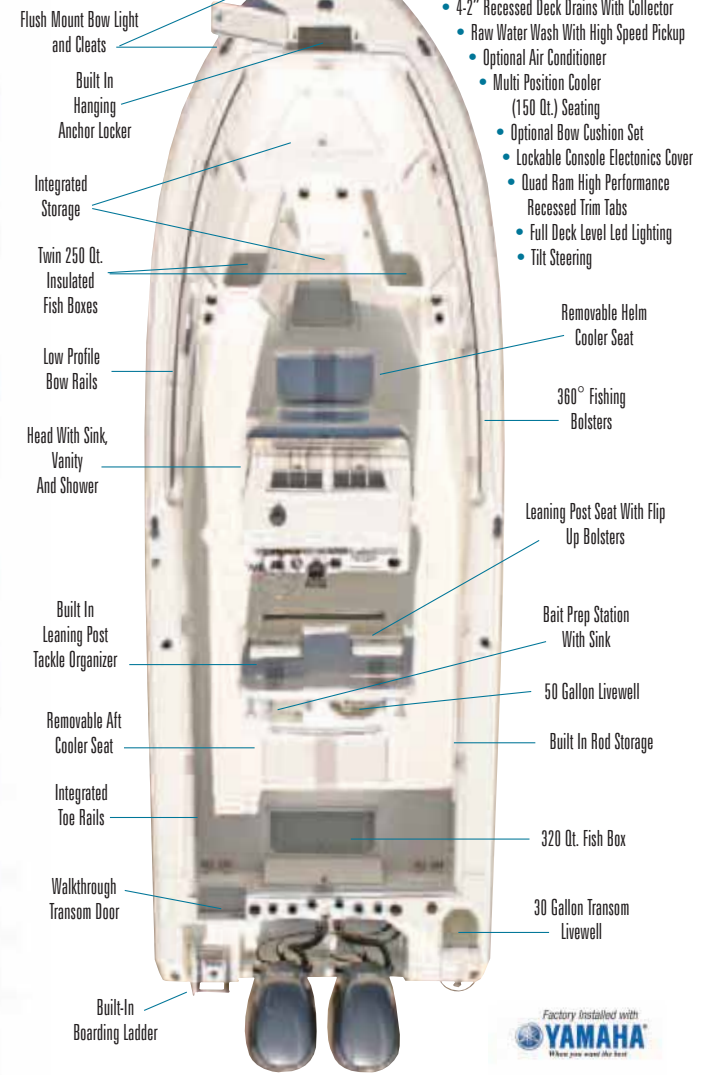 • 4-2" Recessed Deck Drains With Collector
• Raw Water Wash With High Speed Pickup
• Optional Air Conditioner
• Multi Position Cooler
(150 Qt.) Seating
• Optional Bow Cushion Set
• Lockable Console Electonics Cover
• Quad Ram High Performance
Recessed Trim Tabs
• Full Deck Level Led Lighting
• Tilt Steering
Flush Mount Bow Light
and Cleats
Built In
Hanging
Anchor Locker
Integrated
Storage
Twin 250 Qt.
Insulated
Fish Boxes
Low Profile
Bow Rails
Head With Sink,
Vanity
And Shower
Built In
Leaning Post
Tackle Organizer
Removable Aft
Cooler Seat
Integrated
Toe Rails
Walkthrough
Transom Door
Built-In
Boarding Ladder
Removable Helm
Cooler Seat
360° Fishing
Bolsters
Leaning Post Seat With Flip
Up Bolsters
Bait Prep Station
With Sink
50 Gallon Livewell
Built In Rod Storage
320 Qt. Fish Box
30 Gallon Transom
Livewell
Factory Installed with
YAMAHA®
When you want the best